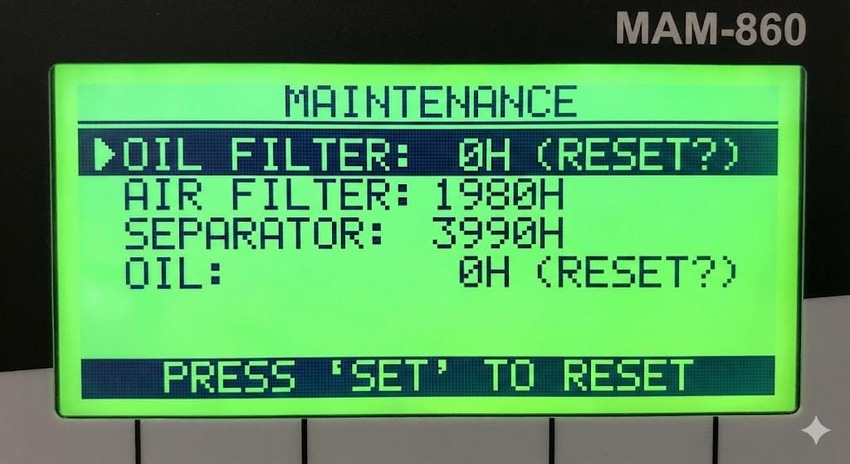 MAM-860
MAINTENANCE
▶OIL FILTER: 0H (RESET?)
AIR FILTER: 1980H
SEPARATOR: 3990H
OIL: 0H (RESET?)
PRESS ‘SET’ TO RESET